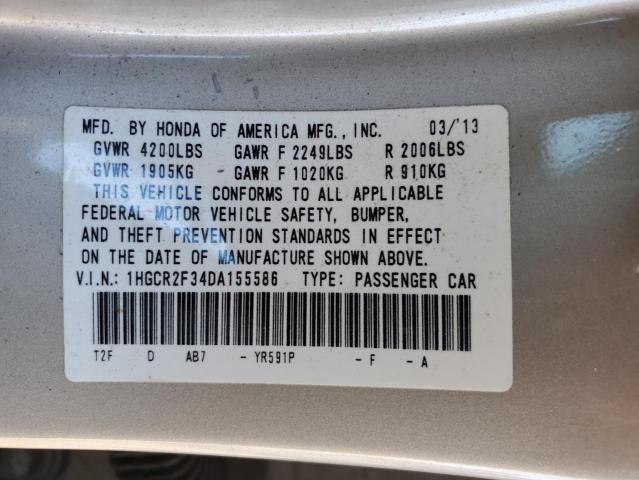 MFD. BY HONDA OF AMERICA MFG., INC. 03/'13
GVWR 4200LBS GAWR F 2249LBS R 2006LBS
GVWR 1905KG GAWR F 1020KG R 910KG
THIS VEHICLE CONFORMS TO ALL APPLICABLE
FEDERAL MOTOR VEHICLE SAFETY, BUMPER,
AND THEFT PREVENTION STANDARDS IN EFFECT
ON THE DATE OF MANUFACTURE SHOWN ABOVE.
V.I.N.: 1HGCR2F34DA155586 TYPE: PASSENGER CAR
T2F D AB7 - YR591P - F - A